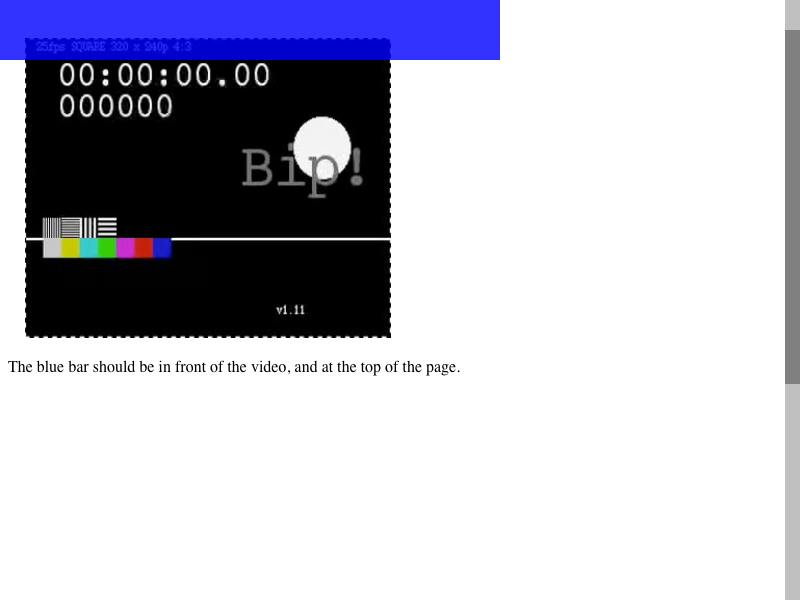 25fps SQUARE 320 x 240p 4:3
00:00:00.00
000000
Bip!
v1.11
The blue bar should be in front of the video, and at the top of the page.